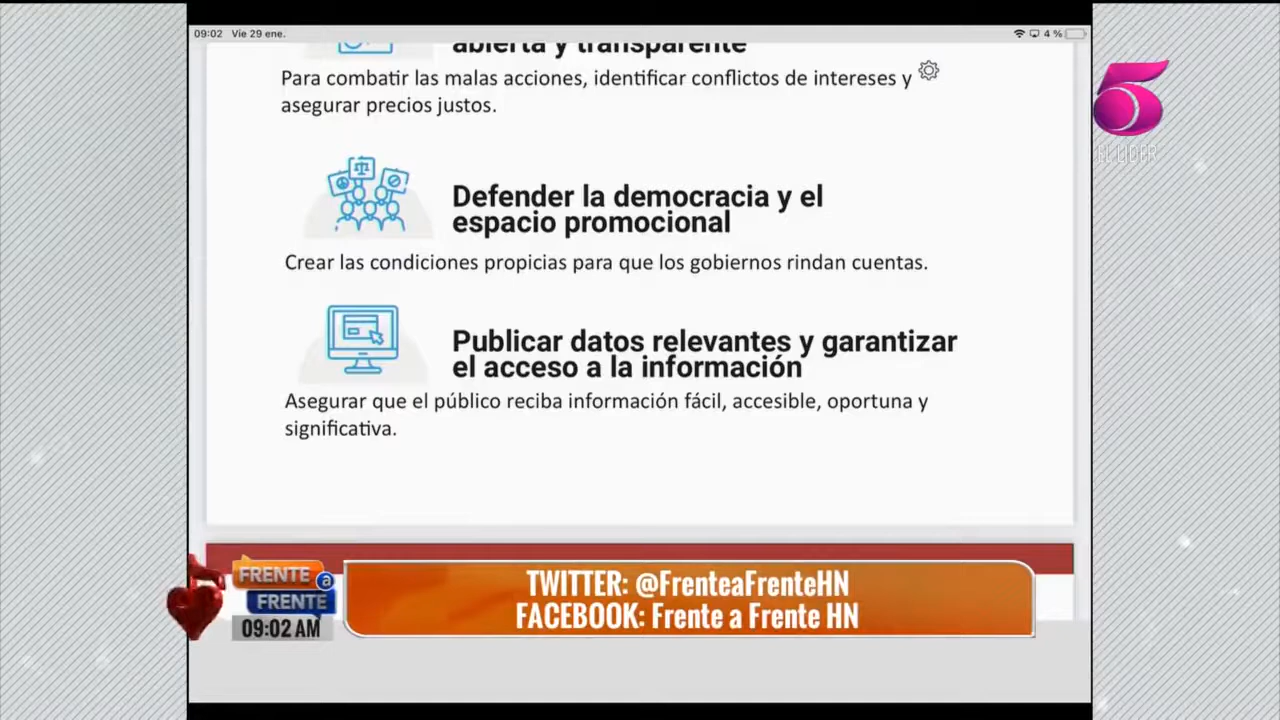 09:02 Vie 29 ene.
4 %
abierta y transparente
Para combatir las malas acciones, identificar conflictos de intereses y
asegurar precios justos.
5
EL LIDER
Defender la democracia y el
espacio promocional
Crear las condiciones propicias para que los gobiernos rindan cuentas.
Publicar datos relevantes y garantizar
el acceso a la información
Asegurar que el público reciba información fácil, accesible, oportuna y
significativa.
FRENTE a
FRENTE
09:02 AM
TWITTER: @FrenteaFrenteHN
FACEBOOK: Frente a Frente HN